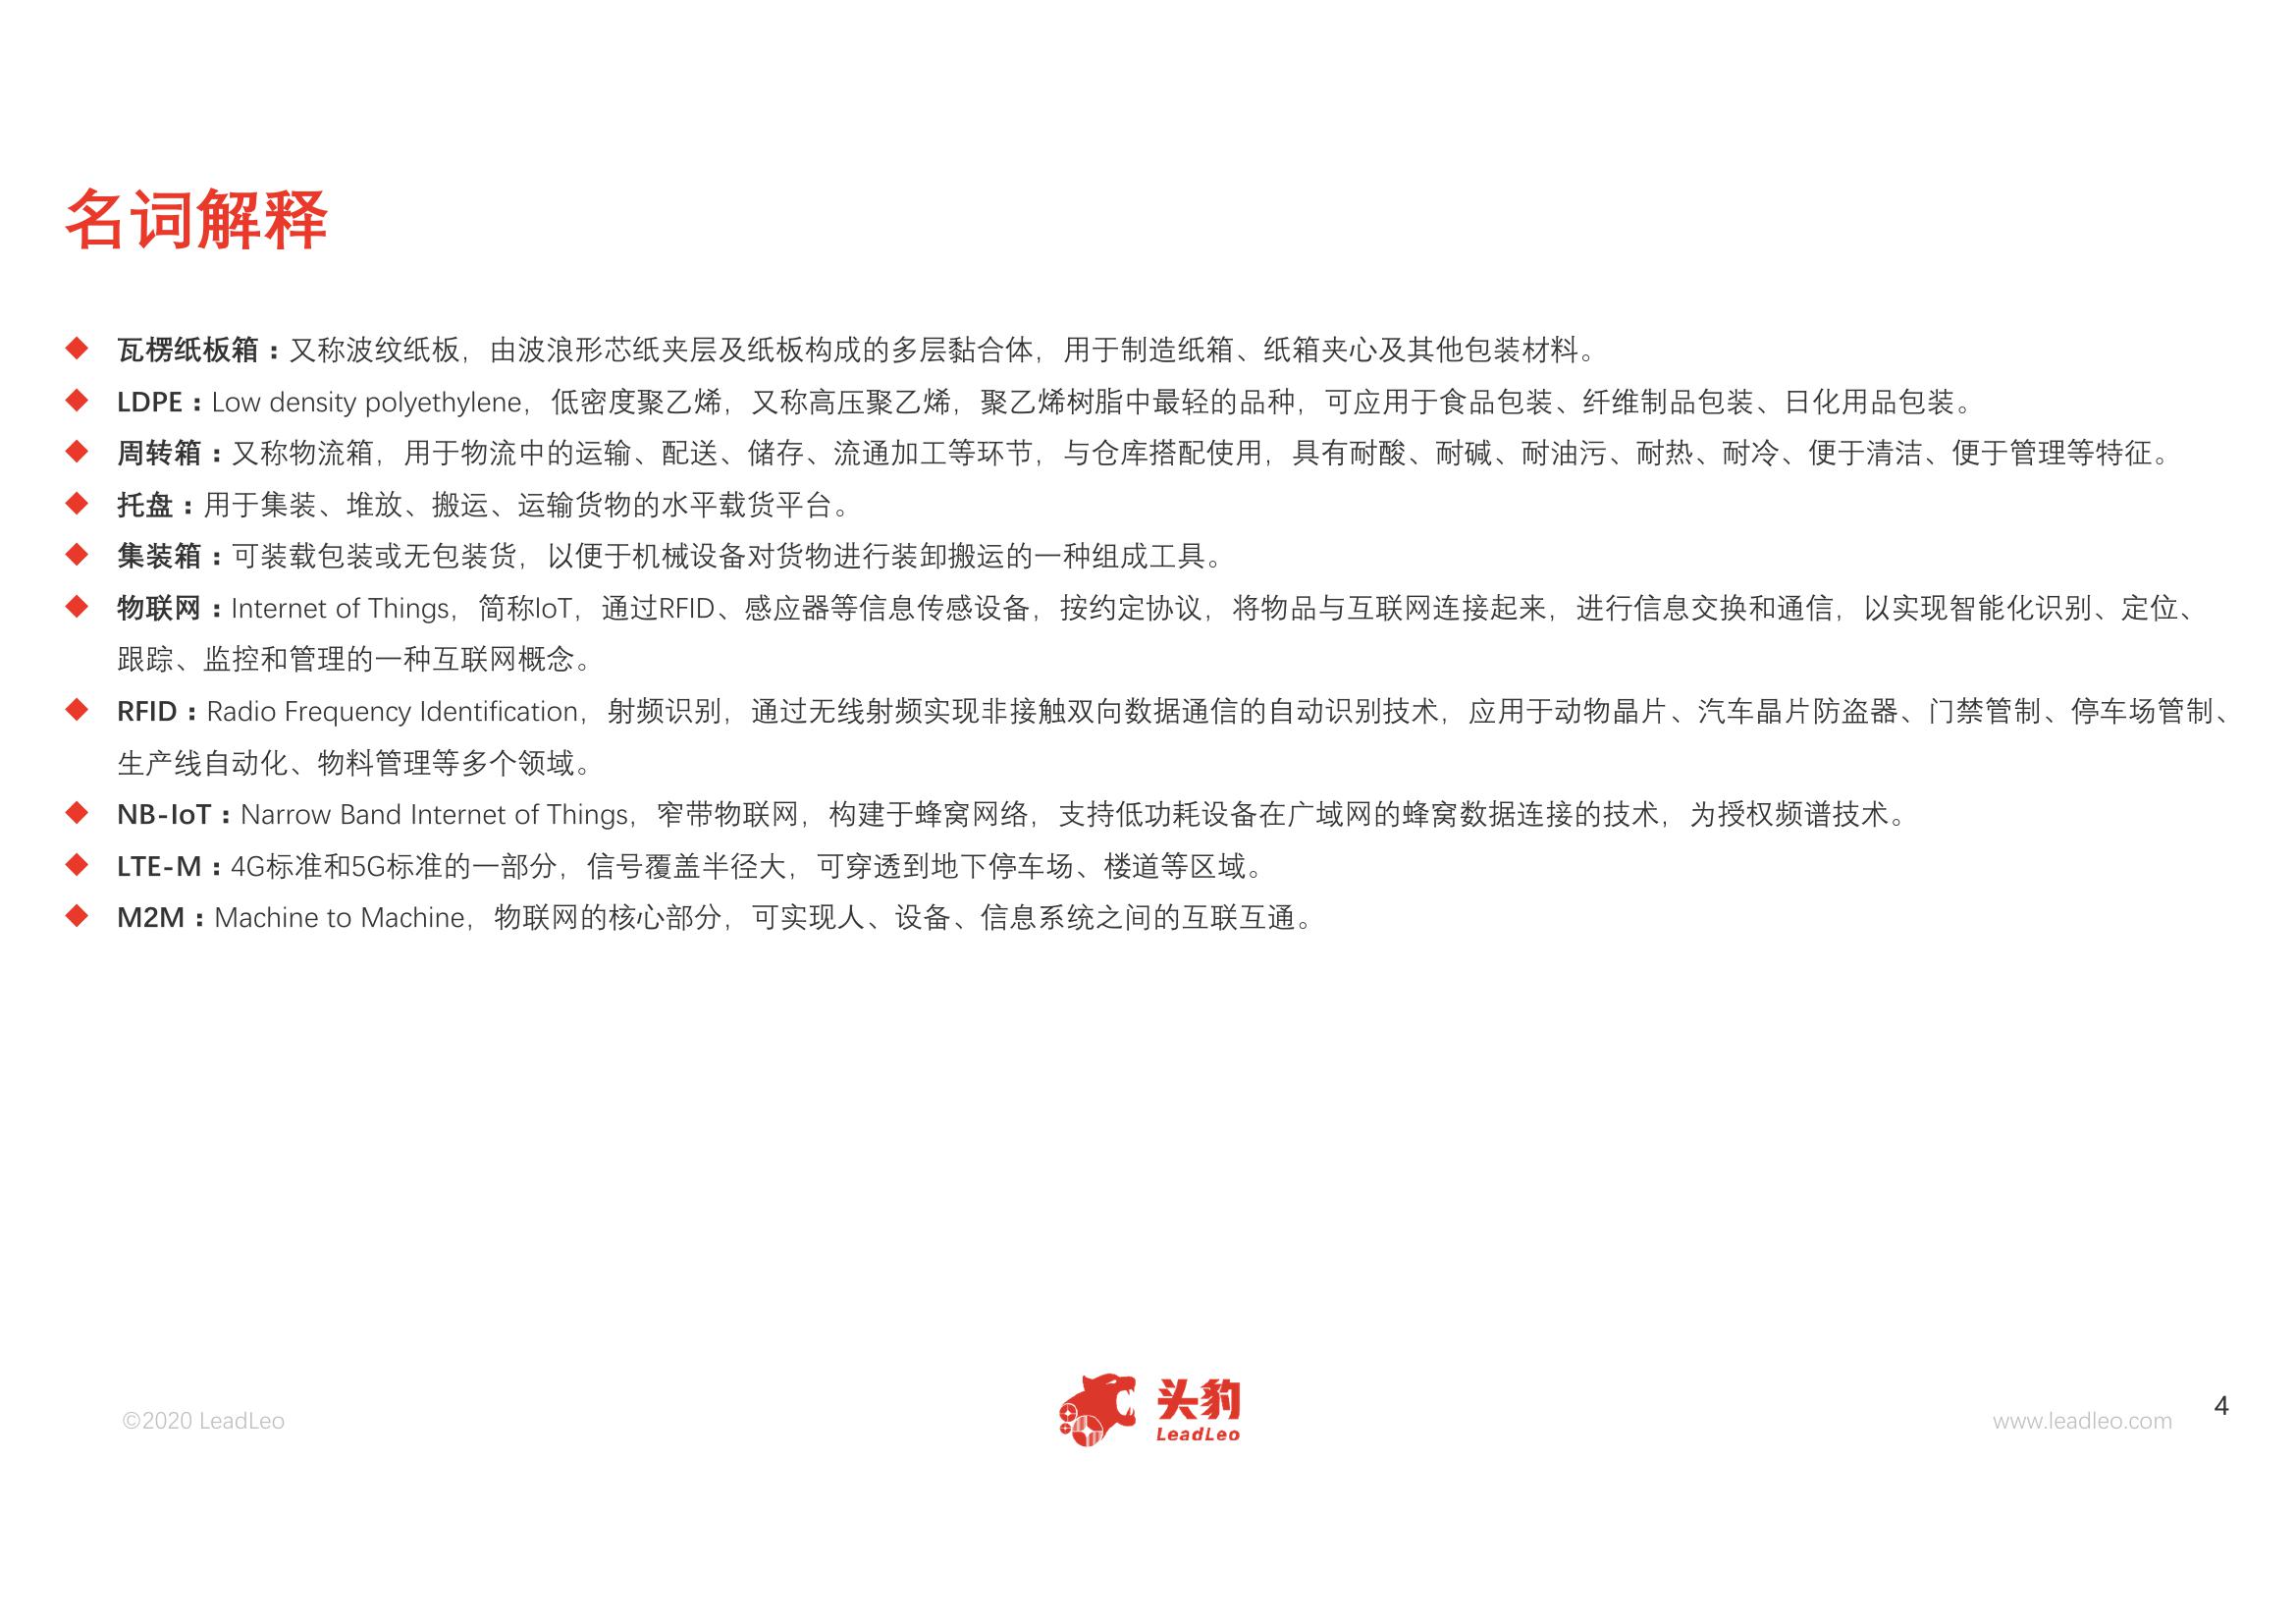 名词解释
瓦楞纸板箱：又称波纹纸板，由波浪形芯纸夹层及纸板构成的多层黏合体，用于制造纸箱、纸箱夹心及其他包装材料。
LDPE：Low density polyethylene，低密度聚乙烯，又称高压聚乙烯，聚乙烯树脂中最轻的品种，可应用于食品包装、纤维制品包装、日化用品包装。
周转箱：又称物流箱，用于物流中的运输、配送、储存、流通加工等环节，与仓库搭配使用，具有耐酸、耐碱、耐油污、耐热、耐冷、便于清洁、便于管理等特征。
托盘：用于集装、堆放、搬运、运输货物的水平载货平台。
集装箱：可装载包装或无包装货，以便于机械设备对货物进行装卸搬运的一种组成工具。
物联网：Internet of Things，简称IoT，通过RFID、感应器等信息传感设备，按约定协议，将物品与互联网连接起来，进行信息交换和通信，以实现智能化识别、定位、
跟踪、监控和管理的一种互联网概念。
RFID：Radio Frequency Identification，射频识别，通过无线射频实现非接触双向数据通信的自动识别技术，应用于动物晶片、汽车晶片防盗器、门禁管制、停车场管制、
生产线自动化、物料管理等多个领域。
NB-IoT：Narrow Band Internet of Things，窄带物联网，构建于蜂窝网络，支持低功耗设备在广域网的蜂窝数据连接的技术，为授权频谱技术。
LTE-M：4G标准和5G标准的一部分，信号覆盖半径大，可穿透到地下停车场、楼道等区域。
M2M：Machine to Machine，物联网的核心部分，可实现人、设备、信息系统之间的互联互通。
©2020 LeadLeo
头豹
LeadLeo
www.leadleo.com
4